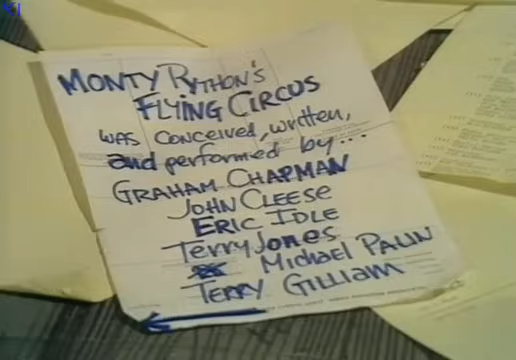 MONTY PYTHON'S
FLYING CIRCUS
WAS CONCEIVED, written,
and performed by...
GRAHAM CHAPMAN
JOHN CLEESE
ERIC IDLE
Terry Jones
Michael PALIN
Terry GILLIAM